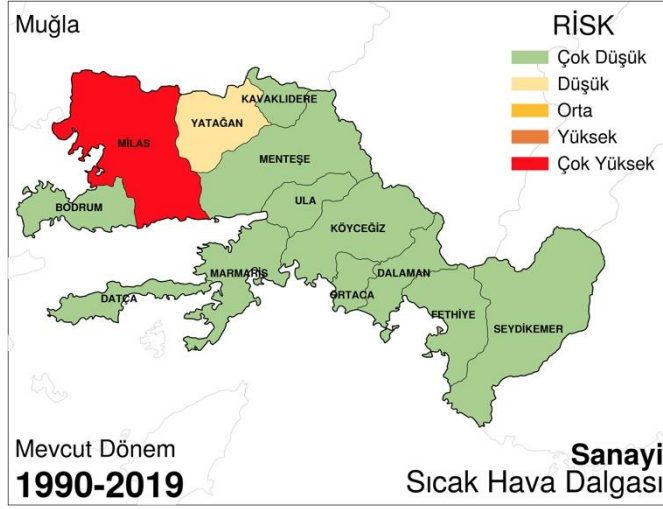 Muğla
RİSK
Çok Düşük
Düşük
Orta
Yüksek
Çok Yüksek
KAVAKLIDERE
YATAĞAN
MİLAS
MENTEŞE
ULA
BODRUM
KÖYCEĞİZ
MARMARİS
DALAMAN
DATÇA
ORTACA
FETHİYE
SEYDİKEMER
Mevcut Dönem
1990-2019
Sanayi
Sıcak Hava Dalgası